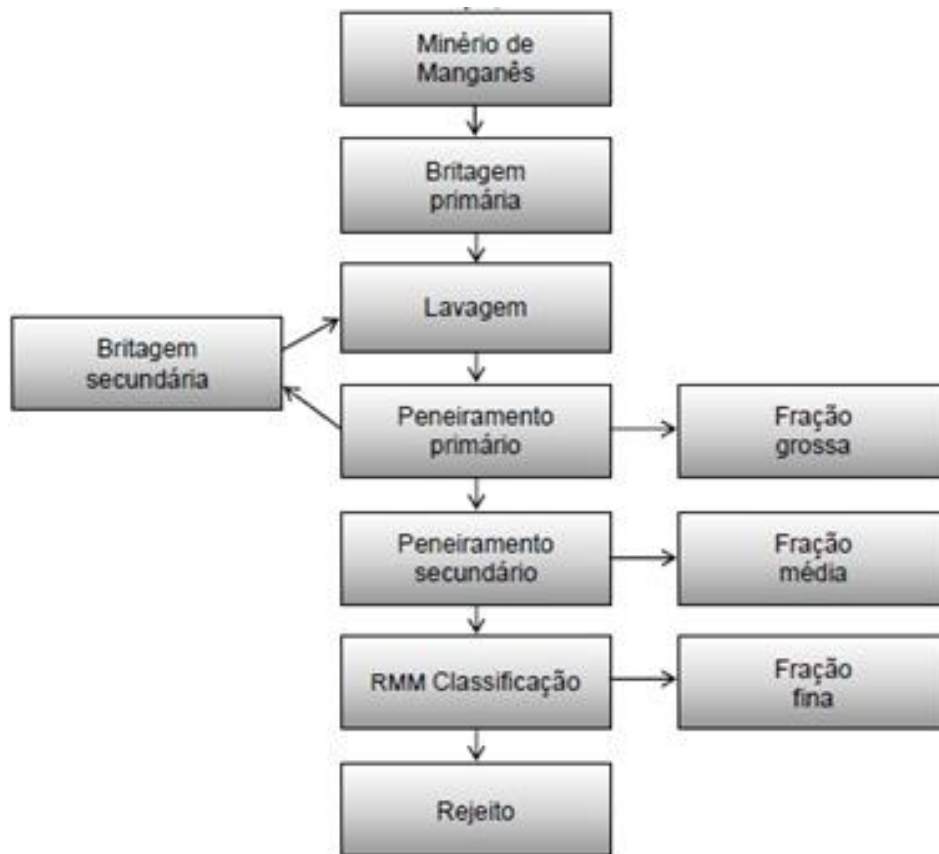 Minério de
Manganês
Britagem
primária
Lavagem
Britagem
secundária
Peneiramento
primário
Fração
grossa
Peneiramento
secundário
Fração
média
RMM Classificação
Fração
fina
Rejeito